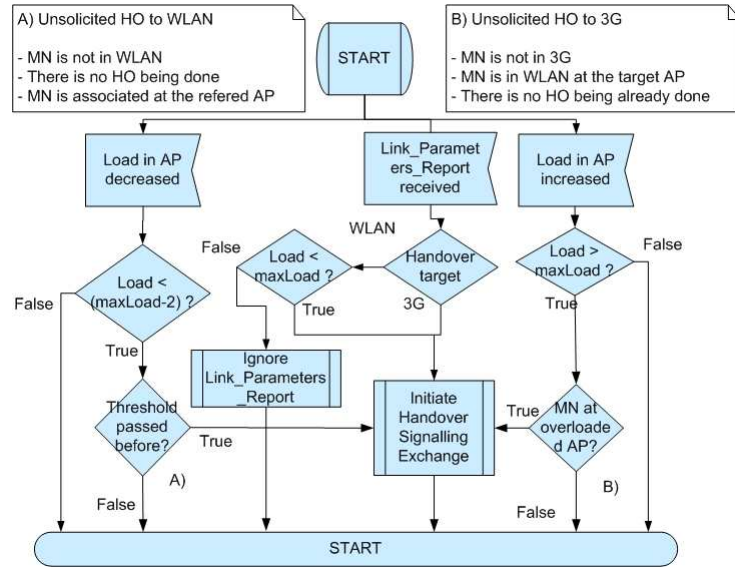 A) Unsolicited HO to WLAN
- MN is not in WLAN
- There is no HO being done
- MN is associated at the refered AP
START
B) Unsolicited HO to 3G
- MN is not in 3G
- MN is in WLAN at the target AP
- There is no HO being already done
Load in AP
decreased
Link_Paramet
ers_Report
received
Load in AP
increased
WLAN
False
Load <
maxLoad ?
Handover
target
Load >
maxLoad ?
False
False
Load <
(maxLoad-2) ?
True
3G
True
True
Ignore
Link_Parameters
_Report
Initiate
Handover
Signalling
Exchange
Threshold
passed
before?
True
True
MN at
overloade
d AP?
A)
B)
False
False
START